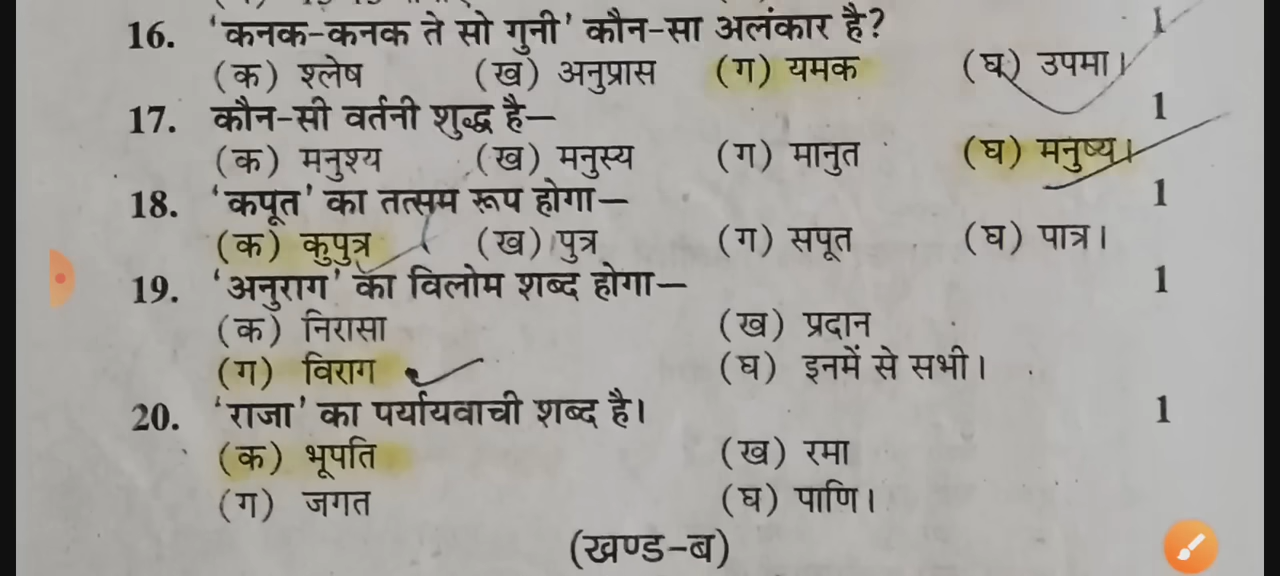 16. 'कनक-कनक ते सो गुनी' कौन-सा अलंकार है? 1
(क) श्लेष (ख) अनुप्रास (ग) यमक (घ) उपमा।
17. कौन-सी वर्तनी शुद्ध है— 1
(क) मनुश्य (ख) मनुस्य (ग) मानुत (घ) मनुष्य।
18. 'कपूत' का तत्सम रूप होगा— 1
(क) कुपुत्र (ख) पुत्र (ग) सपूत (घ) पात्र।
19. 'अनुराग' का विलोम शब्द होगा— 1
(क) निरासा (ख) प्रदान
(ग) विराग (घ) इनमें से सभी।
20. 'राजा' का पर्यायवाची शब्द है। 1
(क) भूपति (ख) रमा
(ग) जगत (घ) पाणि।
(खण्ड-ब)